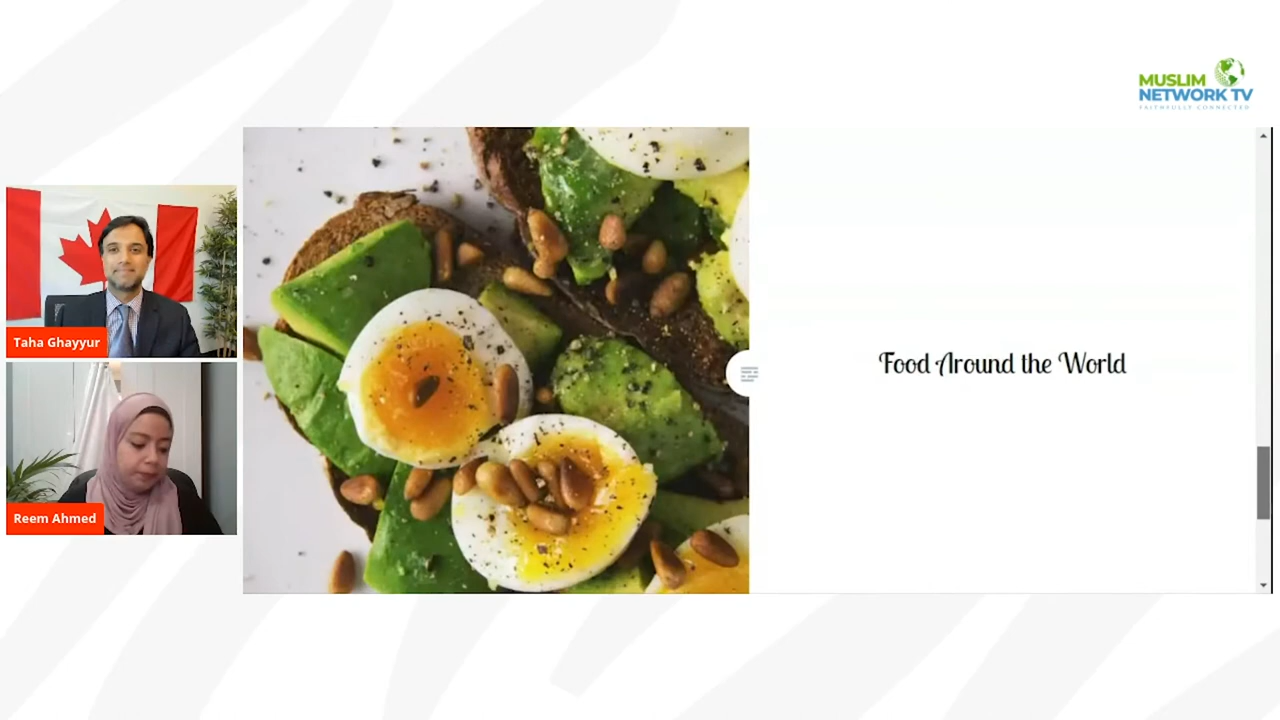 MUSLIM
NETWORK TV
FAITHFULLY CONNECTED
Taha Ghayyur
Food Around the World
Reem Ahmed